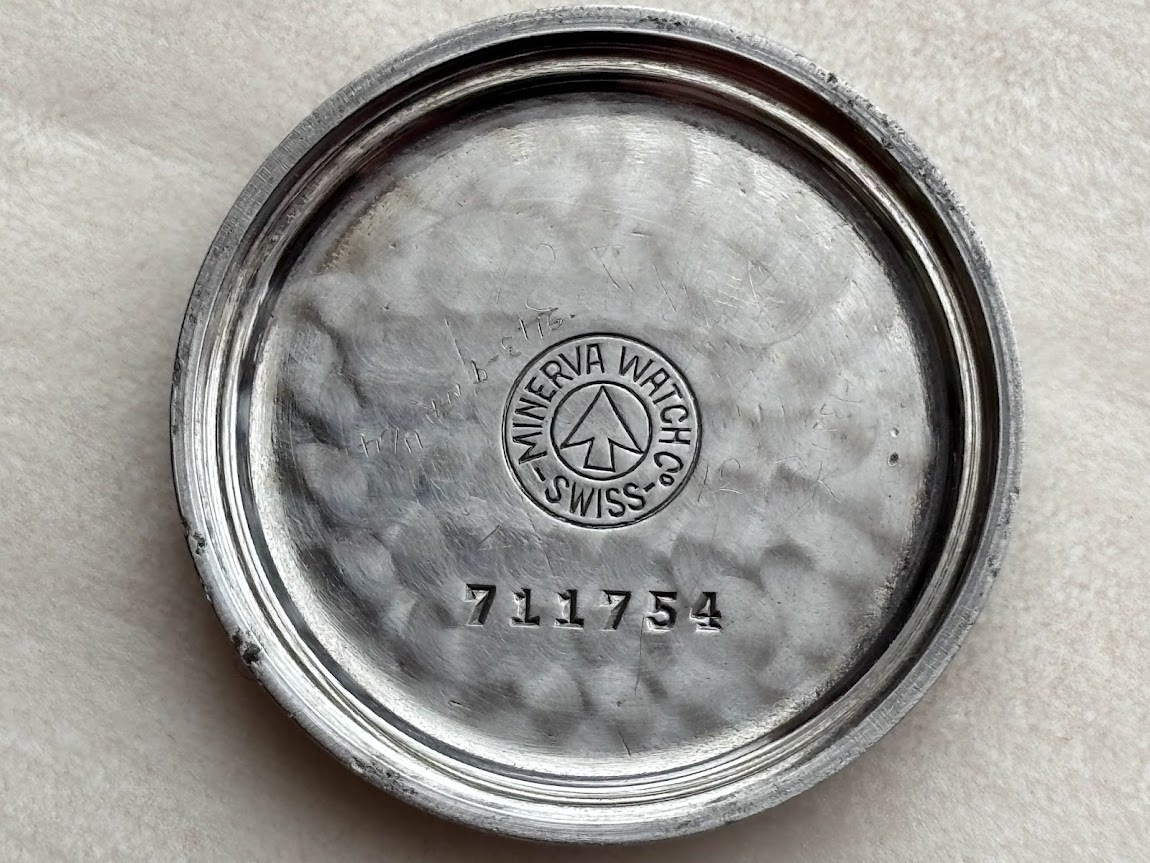 MINERVA WATCH Co
-SWISS-
711754